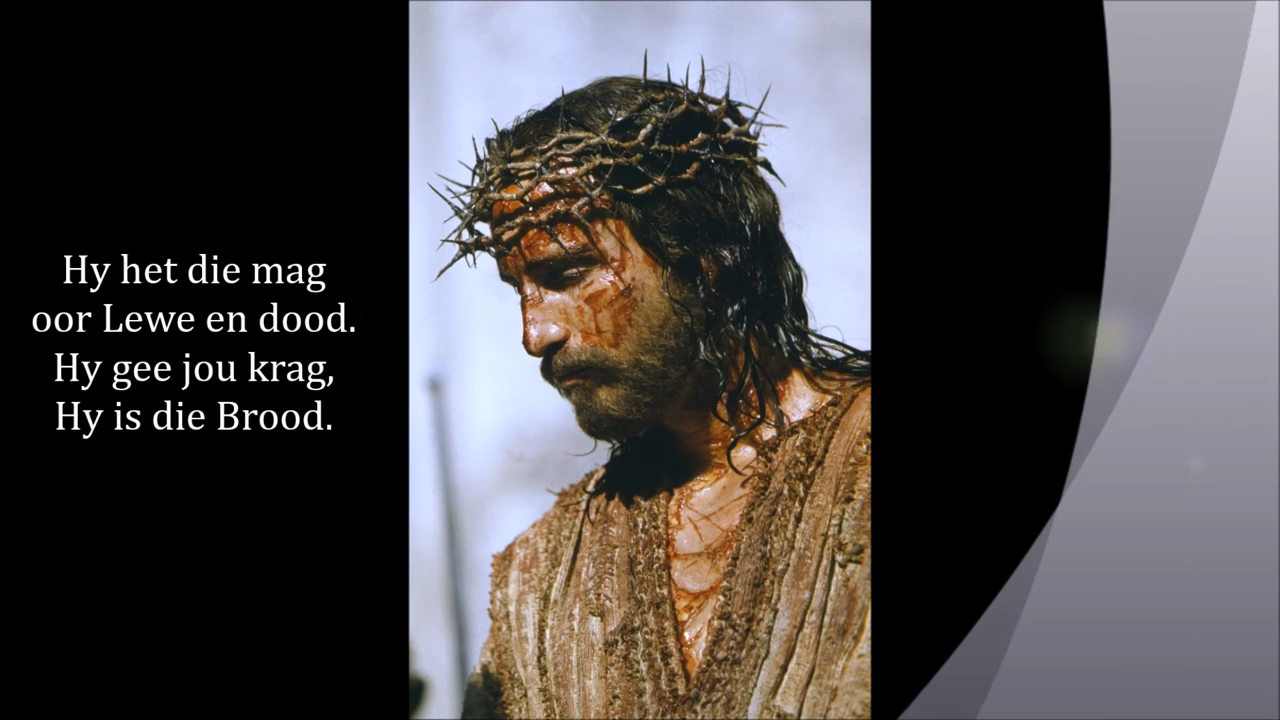 Hy het die mag
oor Lewe en dood.
Hy gee jou krag,
Hy is die Brood.